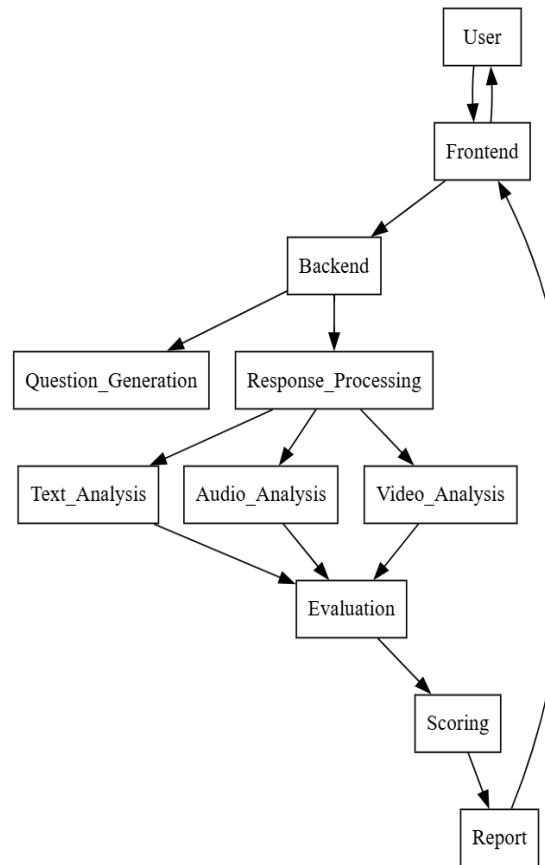 User
Frontend
Backend
Question_Generation
Response_Processing
Text_Analysis
Audio_Analysis
Video_Analysis
Evaluation
Scoring
Report